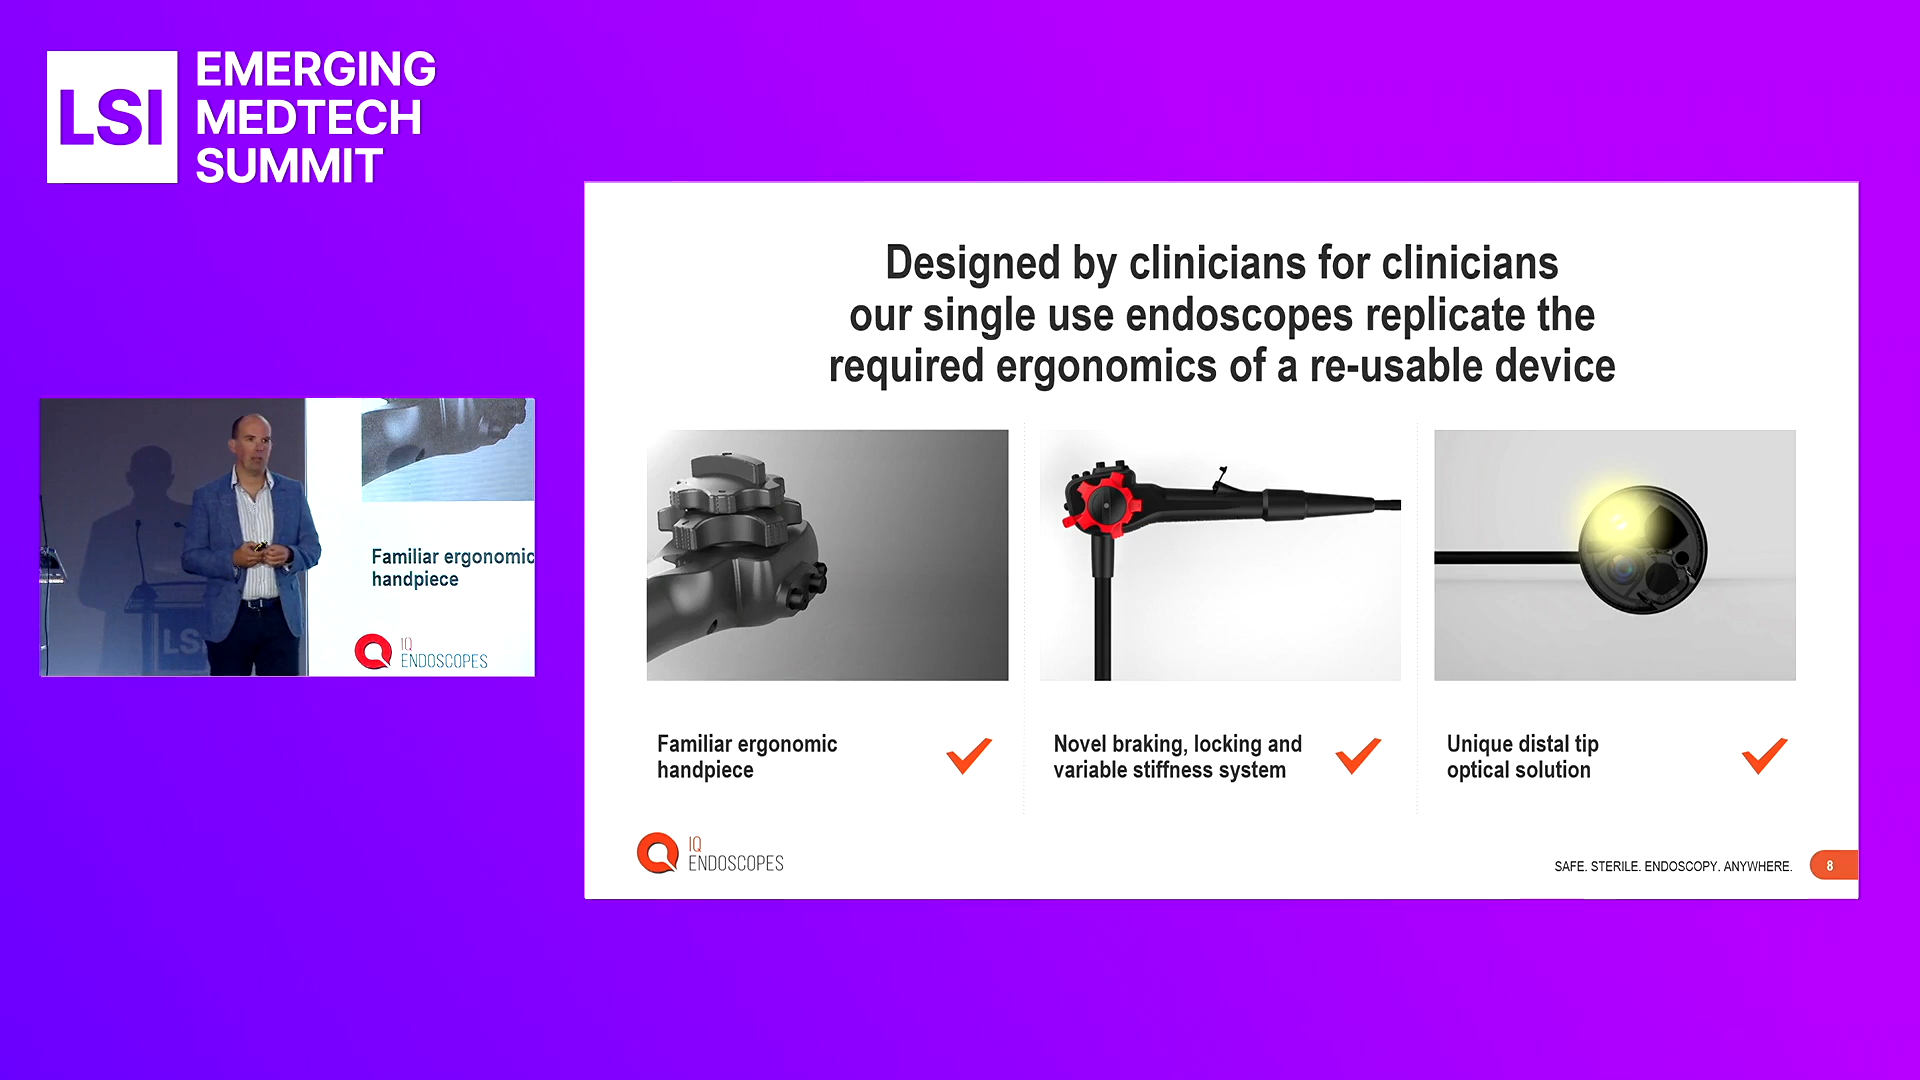 LSI
EMERGING
MEDTECH
SUMMIT
Designed by clinicians for clinicians
our single use endoscopes replicate the
required ergonomics of a re-usable device
Familiar ergonomic
handpiece
Novel braking, locking and
variable stiffness system
Unique distal tip
optical solution
IQ
ENDOSCOPES
SAFE. STERILE. ENDOSCOPY. ANYWHERE.
8
Familiar ergonomic
handpiece
IQ
ENDOSCOPES
LSI